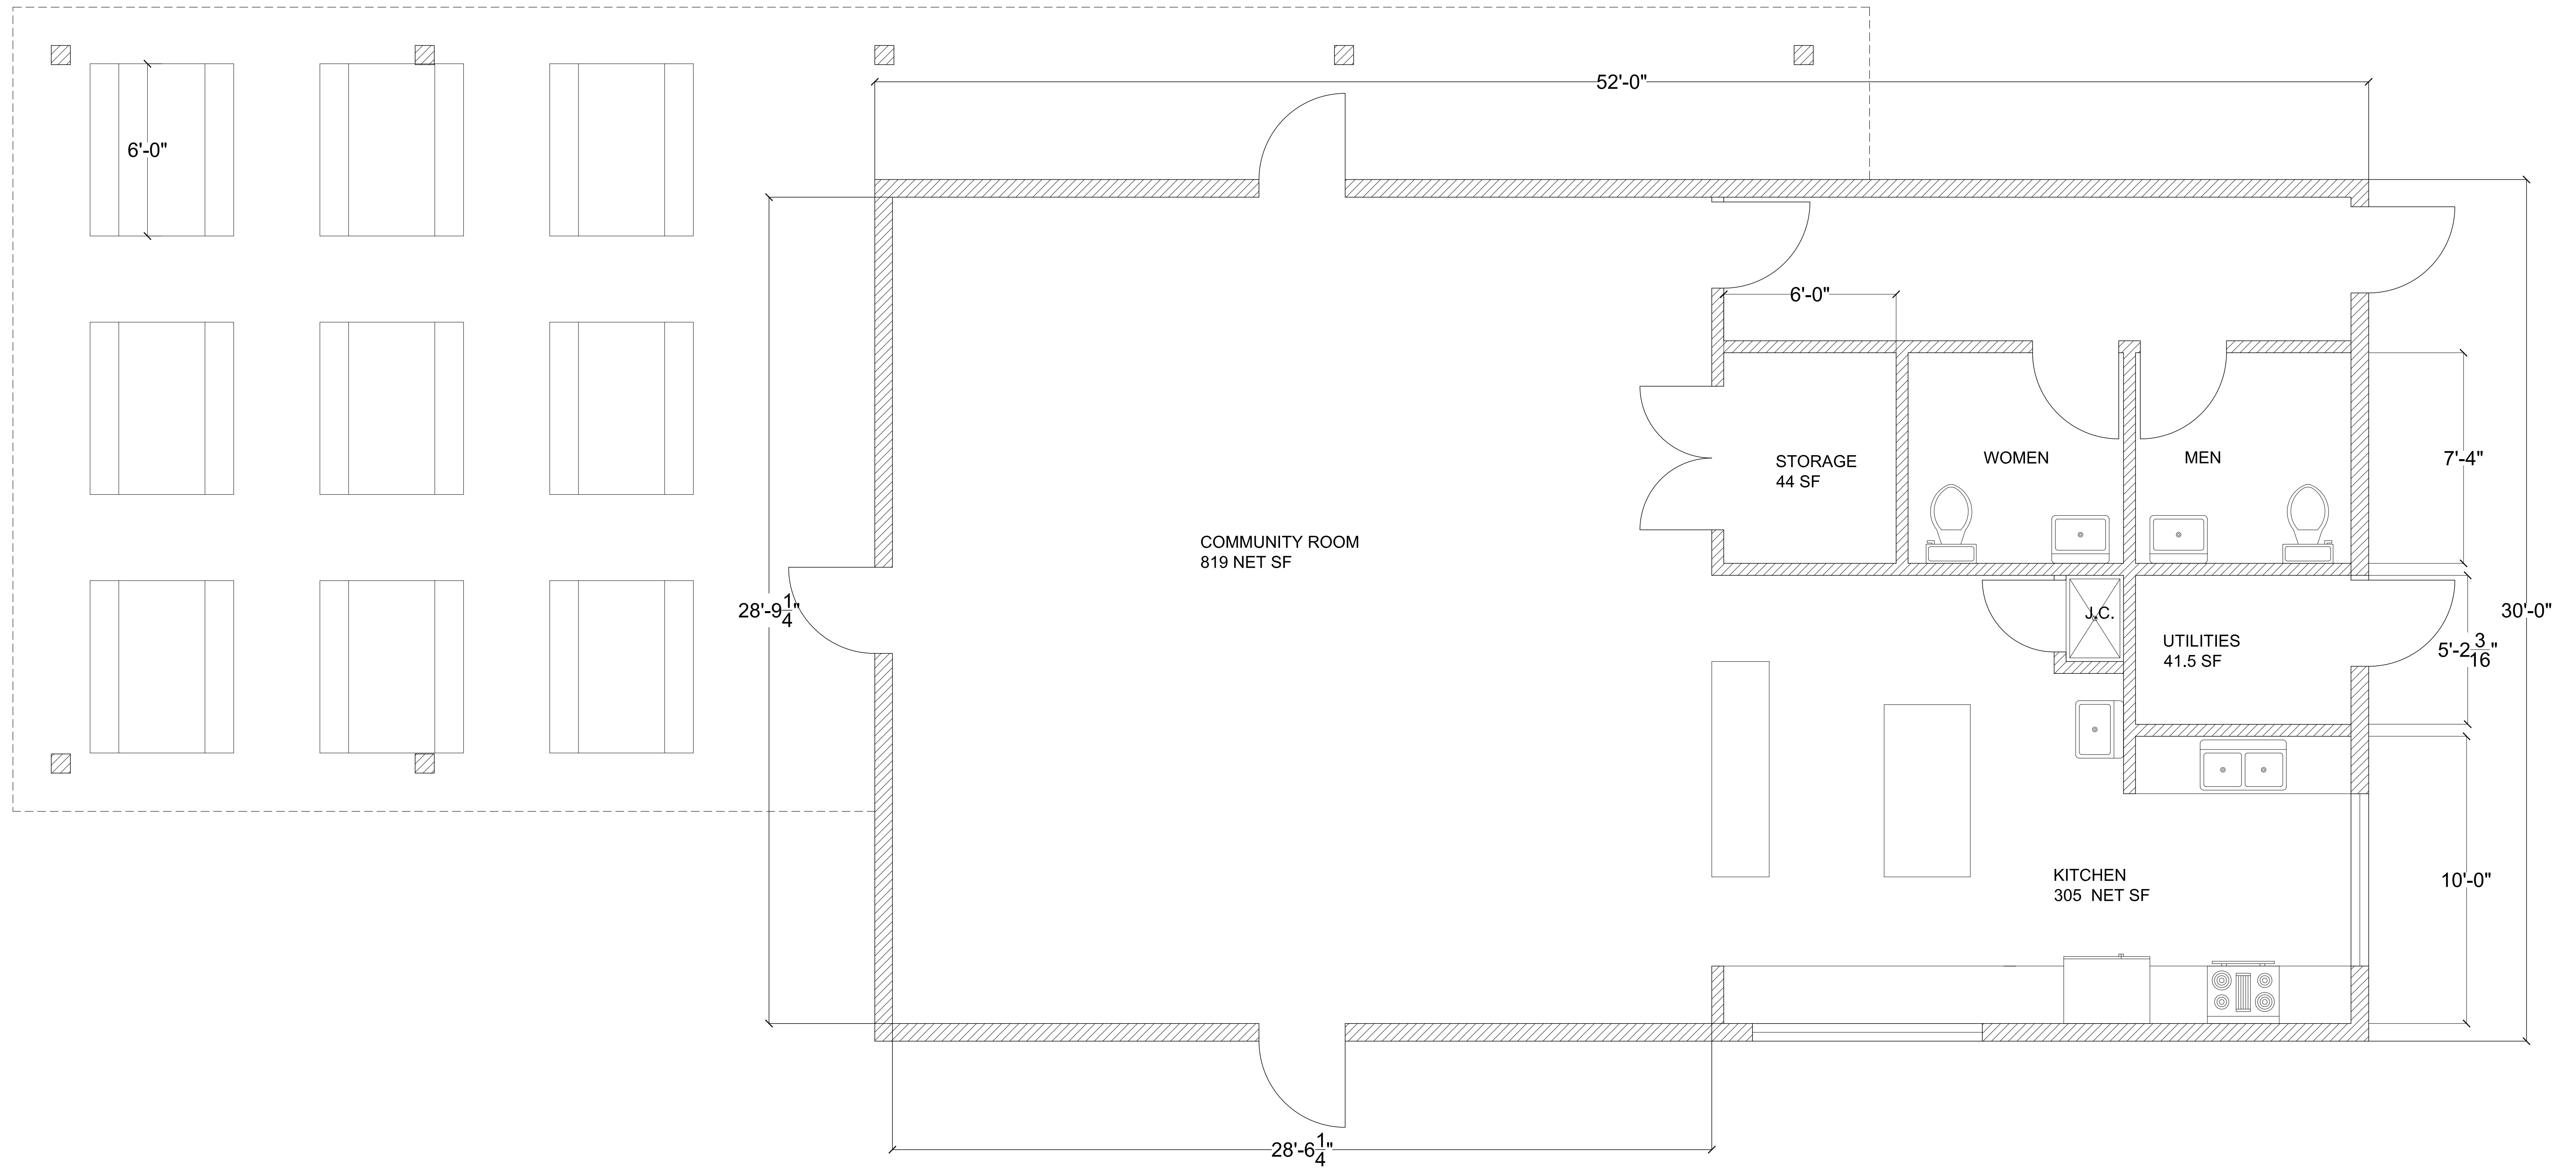 52'-0"
6'-0"
6'-0"
STORAGE
44 SF
WOMEN
MEN
7'-4"
COMMUNITY ROOM
819 NET SF
28'-9 1/4"
J.C.
30'-0"
UTILITIES
41.5 SF
5'-2 3/16"
KITCHEN
305 NET SF
10'-0"
28'-6 1/4"